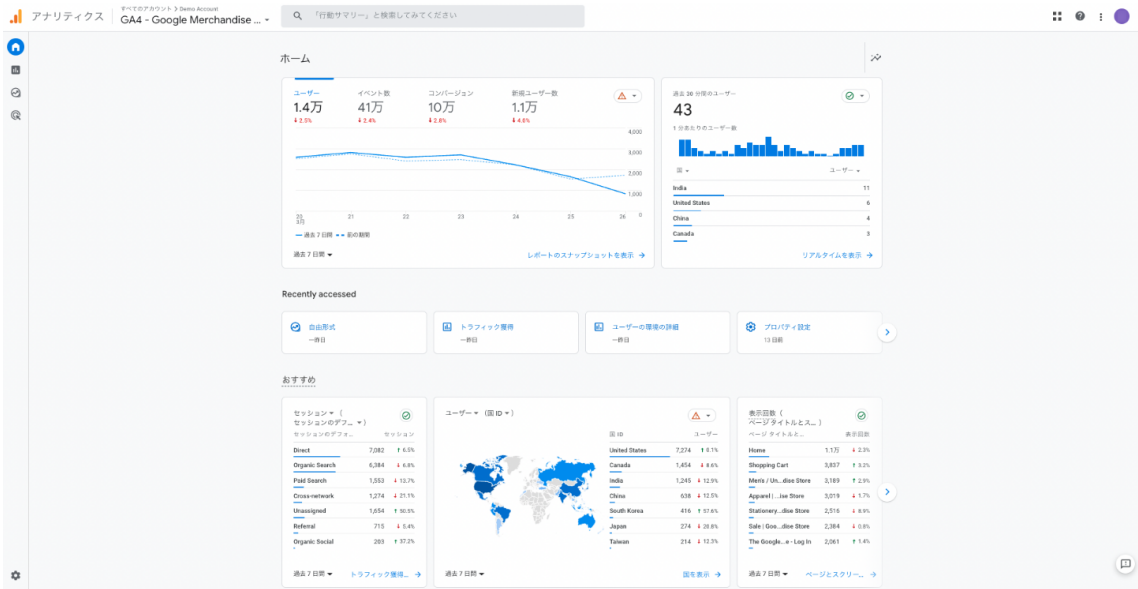 アナリティクス
すべてのアカウント > Demo Account
GA4 - Google Merchandise ...
「行動サマリー」と検索してみてください
ホーム
ユーザー イベント数 コンバージョン 新規ユーザー数
1.4万 41万 10万 1.1万
2.5% 2.4% 2.8% 4.0%
4,000
3,000
2,000
1,000
0
20 21 22 23 24 25 26
3月
過去 7 日間 前の期間
過去 7 日間 レポートのスナップショットを表示
過去 30 分間のユーザー
43
1 分あたりのユーザー数
国 ユーザー
India 11
United States 6
China 4
Canada 3
リアルタイムを表示
Recently accessed
自由形式
一昨日
トラフィック獲得
一昨日
ユーザーの環境の詳細
一昨日
プロパティ設定
13 日前
おすすめ
セッション (
セッションのデフ... )
セッションのデフォ... セッション
Direct 7,082 6.5%
Organic Search 6,384 6.8%
Paid Search 1,553 13.7%
Cross-network 1,274 21.1%
Unassigned 1,654 50.5%
Referral 715 5.4%
Organic Social 203 37.2%
過去 7 日間 トラフィック獲得...
ユーザー (国 ID )
国 ID ユーザー
United States 7,274 8.1%
Canada 1,454 8.6%
India 1,245 12.9%
China 638 12.5%
South Korea 416 57.6%
Japan 274 20.8%
Taiwan 214 12.3%
過去 7 日間 国を表示
表示回数 (
ページ タイトルとス... )
ページ タイトルと... 表示回数
Home 1.1万 2.3%
Shopping Cart 3,837 3.2%
Men's / Un...dise Store 3,189 2.9%
Apparel | ...ise Store 3,019 1.7%
Stationery...dise Store 2,516 8.9%
Sale | Goo...dise Store 2,384 0.8%
The Google...e - Log In 2,061 1.4%
過去 7 日間 ページとスクリー...